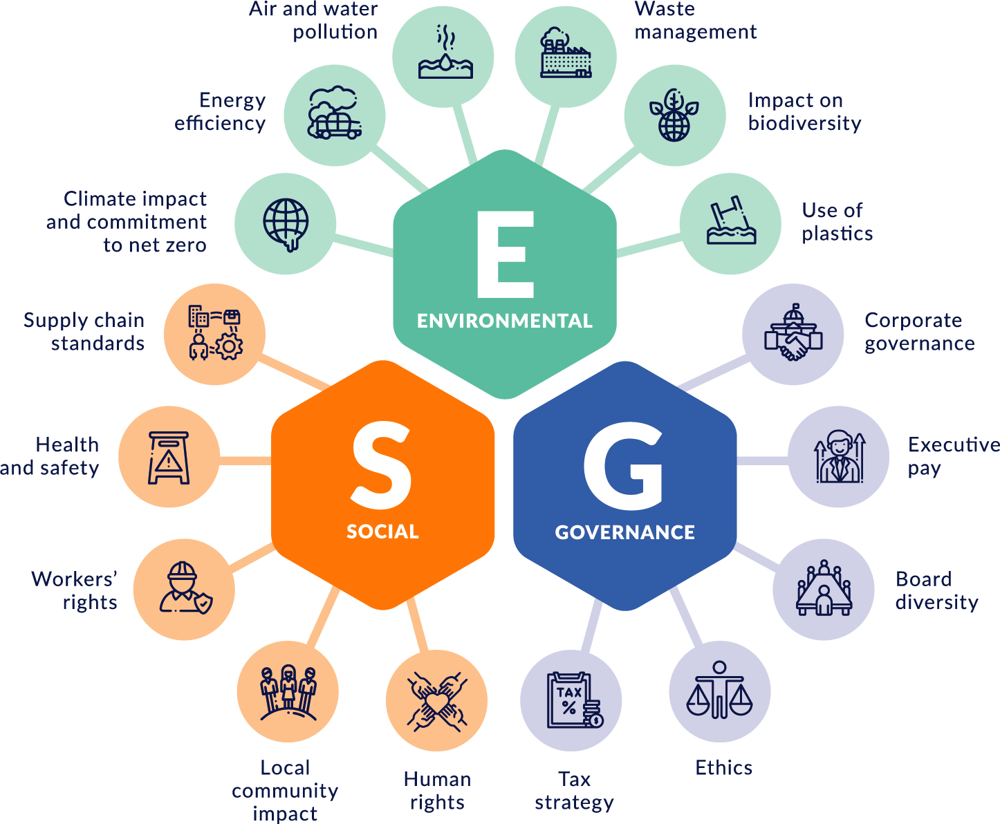 Air and water
pollution
Waste
management
Energy
efficiency
Impact on
biodiversity
Climate impact
and commitment
to net zero
Use of
plastics
E
ENVIRONMENTAL
Supply chain
standards
Corporate
governance
Health
and safety
S
SOCIAL
G
GOVERNANCE
Executive
pay
Workers’
rights
Board
diversity
TAX
%
$
Local
community
impact
Human
rights
Tax
strategy
Ethics